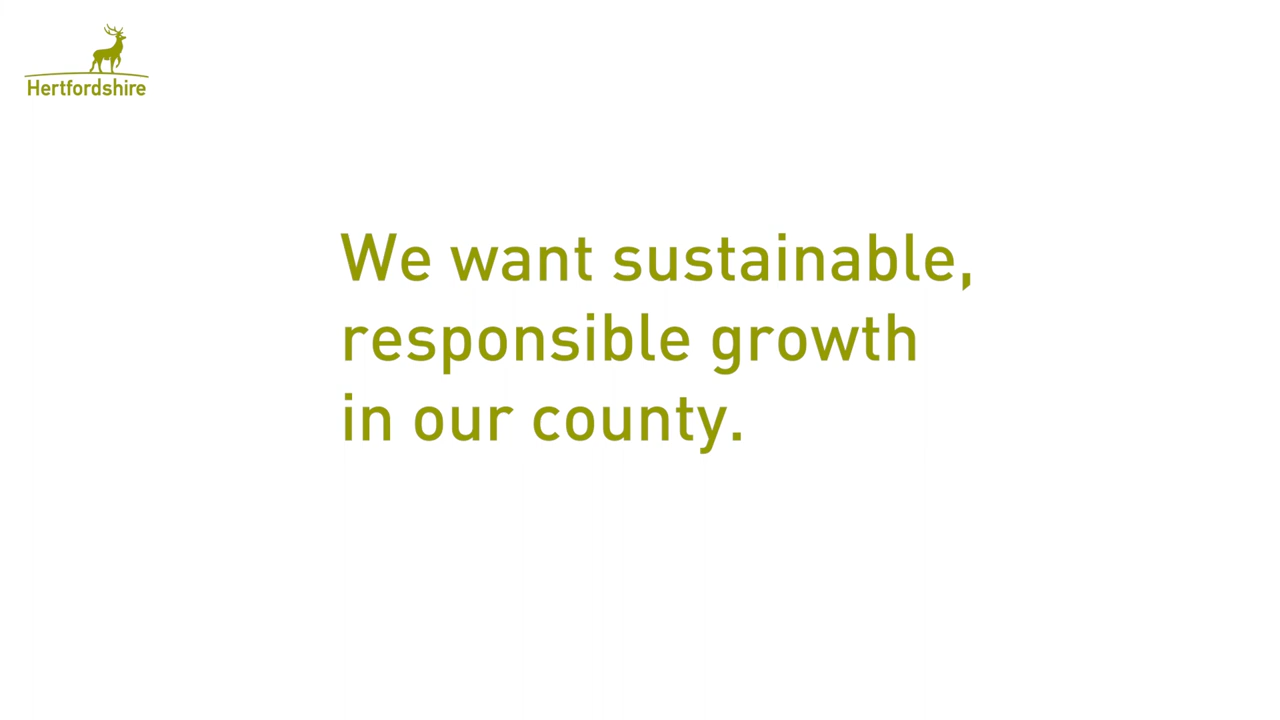 Hertfordshire
We want sustainable,
responsible growth
in our county.